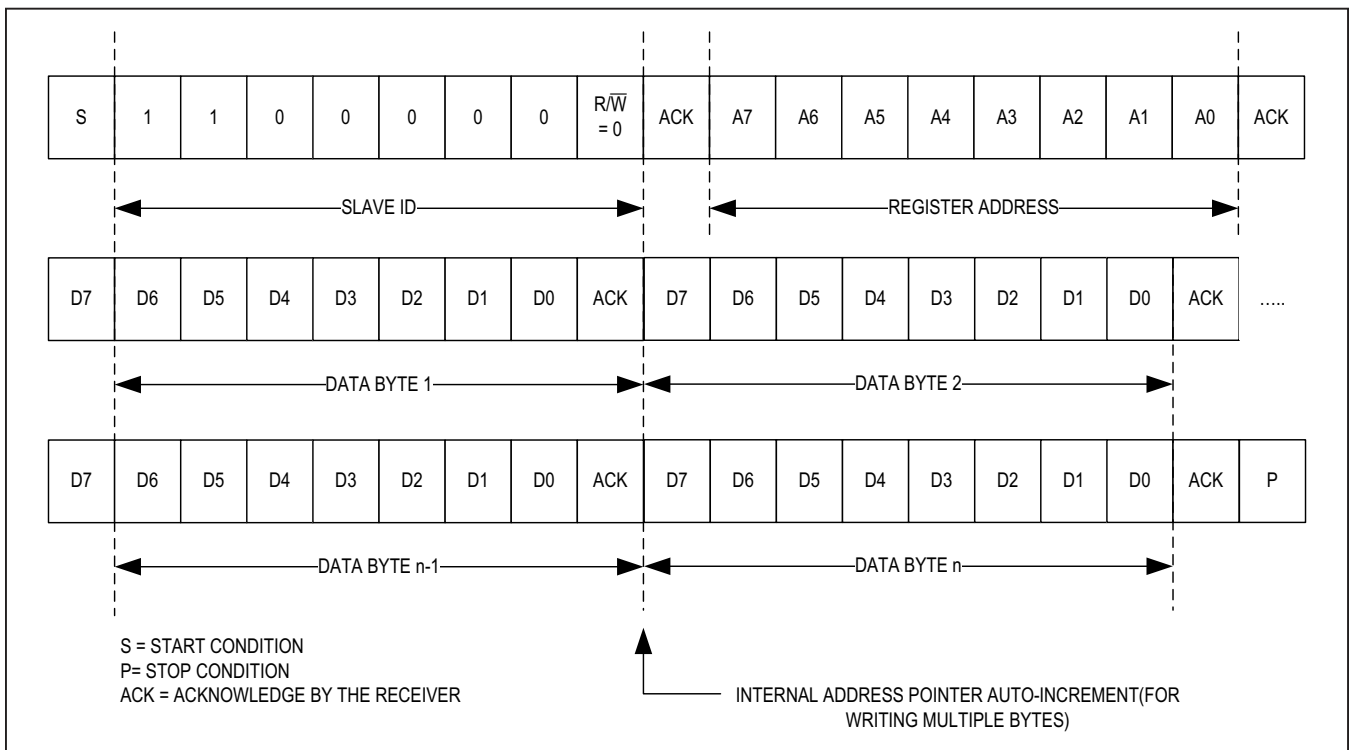 S 1 1 0 0 0 0 0 R/W̅ = 0 ACK A7 A6 A5 A4 A3 A2 A1 A0 ACK
SLAVE ID REGISTER ADDRESS
D7 D6 D5 D4 D3 D2 D1 D0 ACK D7 D6 D5 D4 D3 D2 D1 D0 ACK .....
DATA BYTE 1 DATA BYTE 2
D7 D6 D5 D4 D3 D2 D1 D0 ACK D7 D6 D5 D4 D3 D2 D1 D0 ACK P
DATA BYTE n-1 DATA BYTE n
S = START CONDITION
P= STOP CONDITION
ACK = ACKNOWLEDGE BY THE RECEIVER
INTERNAL ADDRESS POINTER AUTO-INCREMENT(FOR
WRITING MULTIPLE BYTES)